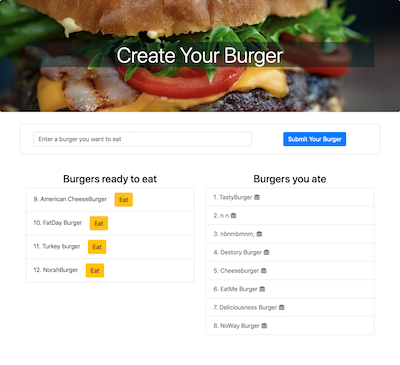 Create Your Burger
Enter a burger you want to eat
Submit Your Burger
Burgers ready to eat
9. American CheeseBurger Eat
10. FatDay Burger Eat
11. Turkey burger Eat
12. NorahBurger Eat
Burgers you ate
1. TastyBurger
2. n n
3. nbnmbmnm,
4. Destory Burger
5. Cheeseburger
6. EatMe Burger
7. Deliciousness Burger
8. NoWay Burger